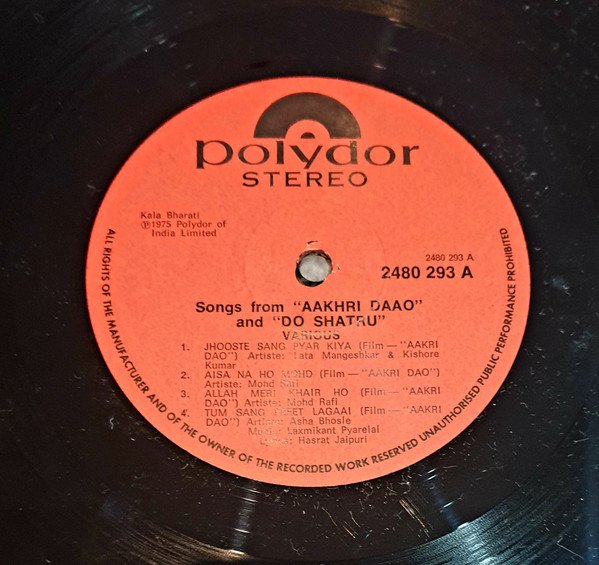 polydor
STEREO
Kala Bharati
℗1975 Polydor of
India Limited
2480 293 A
2480 293 A
Songs from "AAKHRI DAAO"
and "DO SHATRU"
VARIOUS
1. JHOOSTE SANG PYAR KIYA (Film — "AAKRI
DAO") Artiste: Lata Mangeshkar & Kishore
Kumar
2. AISA NA HO MOHD (Film — "AAKRI DAO")
Artiste: Mohd Rafi
3. ALLAH MERI KHAIR HO (Film — "AAKRI
DAO") Artiste: Mohd Rafi
4. TUM SANG PREET LAGAAI (Film — "AAKRI
DAO") Artiste: Asha Bhosle
Music: Laxmikant Pyarelal
Lyrics: Hasrat Jaipuri
ALL RIGHTS OF THE MANUFACTURER AND OF THE OWNER OF THE RECORDED WORK RESERVED UNAUTHORISED PUBLIC PERFORMANCE PROHIBITED